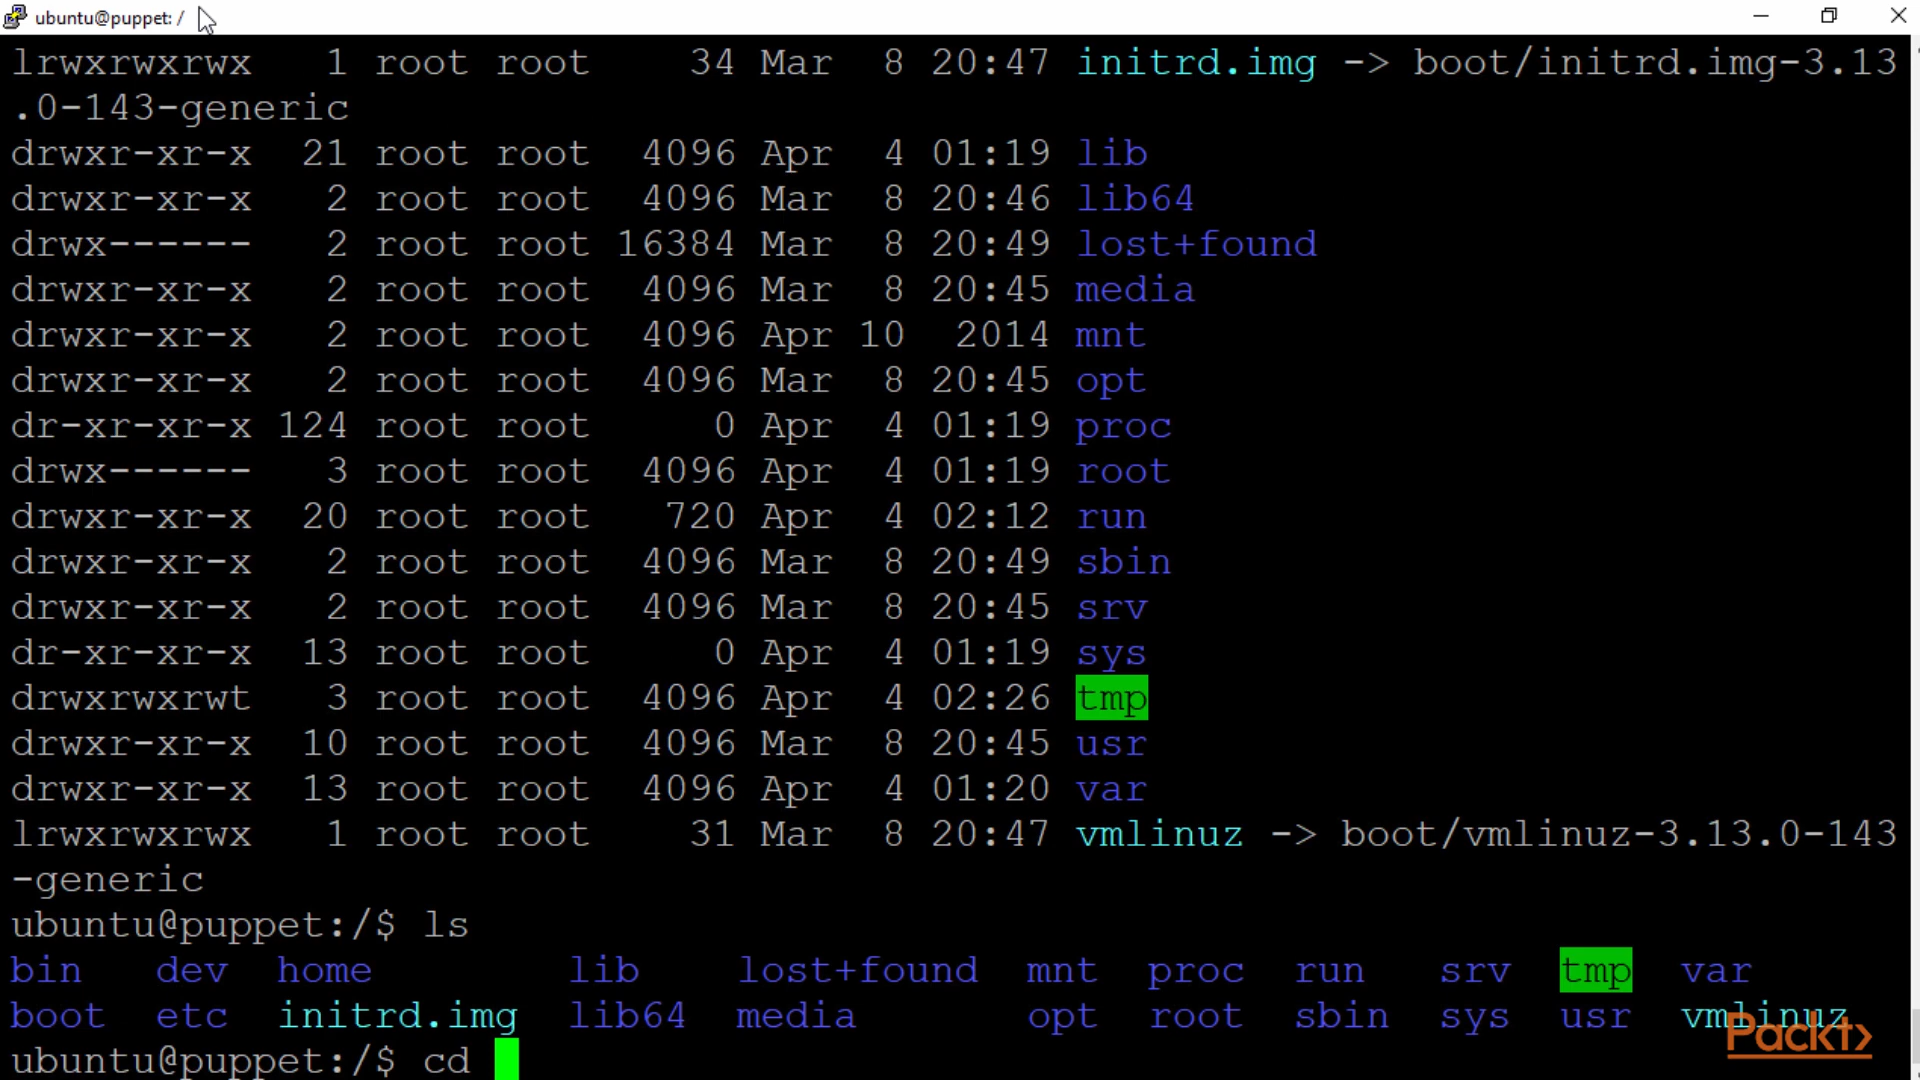 ubuntu@puppet: /
lrwxrwxrwx   1 root root    34 Mar  8 20:47 initrd.img -> boot/initrd.img-3.13
.0-143-generic
drwxr-xr-x  21 root root  4096 Apr  4 01:19 lib
drwxr-xr-x   2 root root  4096 Mar  8 20:46 lib64
drwx------   2 root root 16384 Mar  8 20:49 lost+found
drwxr-xr-x   2 root root  4096 Mar  8 20:45 media
drwxr-xr-x   2 root root  4096 Apr 10  2014 mnt
drwxr-xr-x   2 root root  4096 Mar  8 20:45 opt
dr-xr-xr-x 124 root root     0 Apr  4 01:19 proc
drwx------   3 root root  4096 Apr  4 01:19 root
drwxr-xr-x  20 root root   720 Apr  4 02:12 run
drwxr-xr-x   2 root root  4096 Mar  8 20:49 sbin
drwxr-xr-x   2 root root  4096 Mar  8 20:45 srv
dr-xr-xr-x  13 root root     0 Apr  4 01:19 sys
drwxrwxrwt   3 root root  4096 Apr  4 02:26 tmp
drwxr-xr-x  10 root root  4096 Mar  8 20:45 usr
drwxr-xr-x  13 root root  4096 Apr  4 01:20 var
lrwxrwxrwx   1 root root    31 Mar  8 20:47 vmlinuz -> boot/vmlinuz-3.13.0-143
-generic
ubuntu@puppet:/$ ls
bin   dev  home        lib    lost+found  mnt  proc  run   srv  tmp  var
boot  etc  initrd.img  lib64  media       opt  root  sbin  sys  usr  vmlinuz
ubuntu@puppet:/$ cd
Packt>